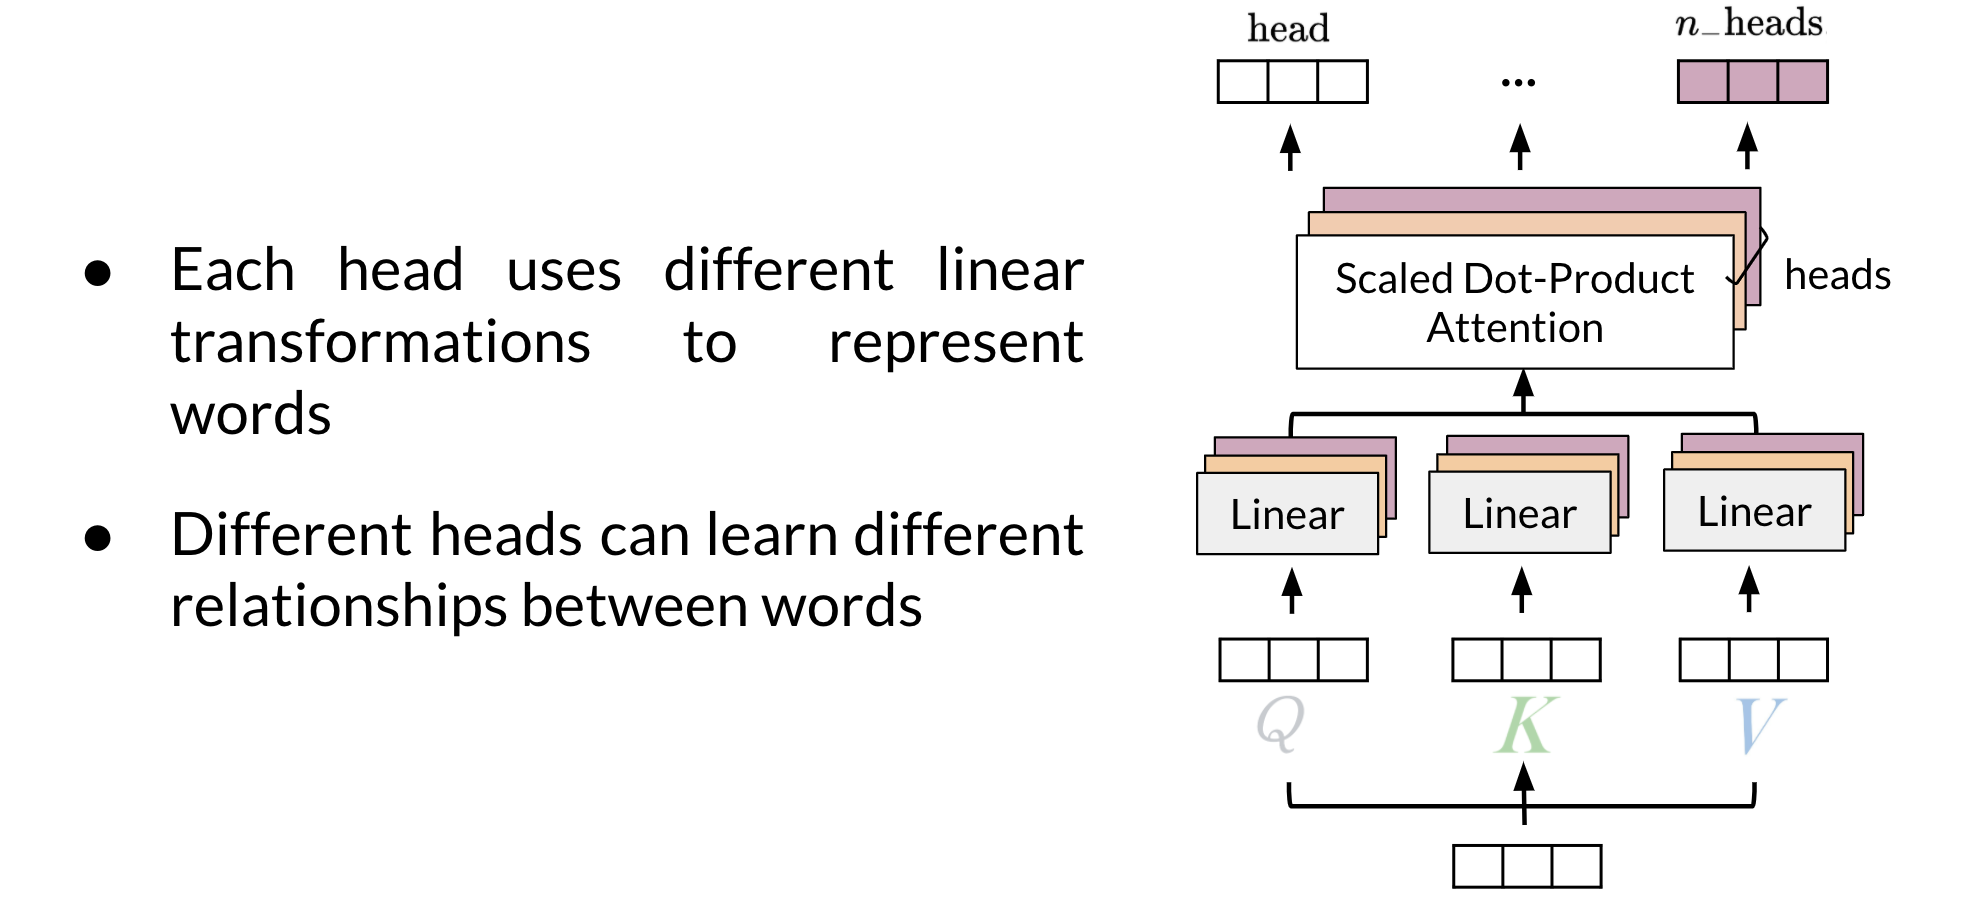 ● Each head uses different linear
transformations to represent
words
● Different heads can learn different
relationships between words
head
...
n_heads
Scaled Dot-Product
Attention
heads
Linear
Linear
Linear
Q
K
V